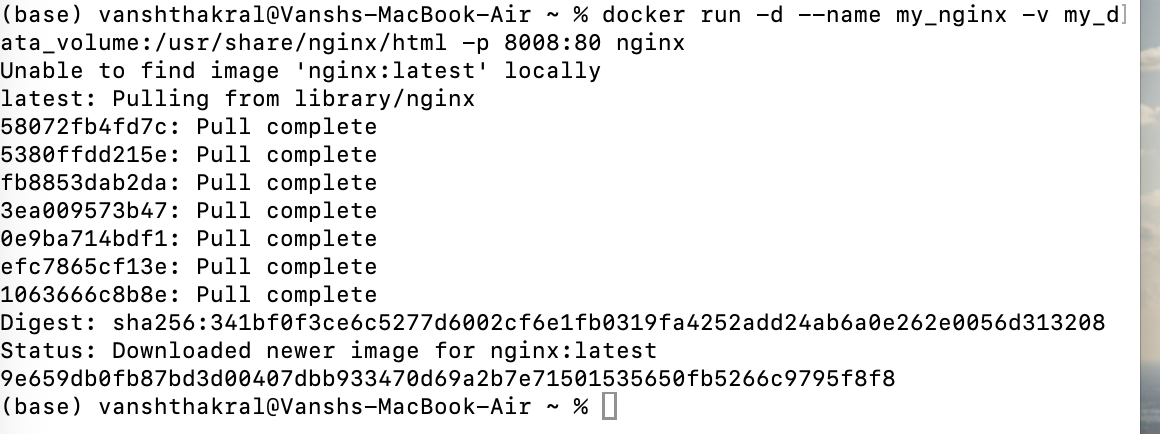 (base) vanshthakral@Vanshs-MacBook-Air ~ % docker run -d --name my_nginx -v my_d]
ata_volume:/usr/share/nginx/html -p 8008:80 nginx
Unable to find image 'nginx:latest' locally
latest: Pulling from library/nginx
58072fb4fd7c: Pull complete
5380ffdd215e: Pull complete
fb8853dab2da: Pull complete
3ea009573b47: Pull complete
0e9ba714bdf1: Pull complete
efc7865cf13e: Pull complete
1063666c8b8e: Pull complete
Digest: sha256:341bf0f3ce6c5277d6002cf6e1fb0319fa4252add24ab6a0e262e0056d313208
Status: Downloaded newer image for nginx:latest
9e659db0fb87bd3d00407dbb933470d69a2b7e71501535650fb5266c9795f8f8
(base) vanshthakral@Vanshs-MacBook-Air ~ %